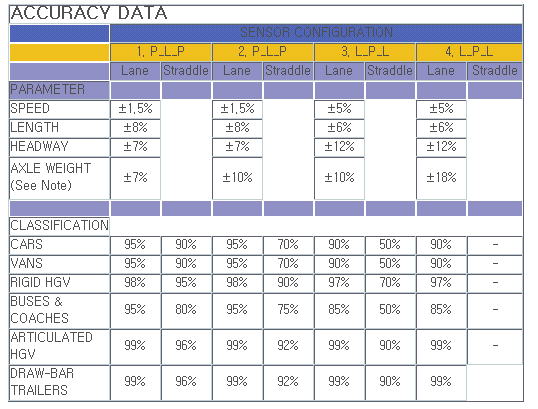 ACCURACY DATA
SENSOR CONFIGURATION
1. P_L_P 2. P_L_P 3. L_P_L 4. L_P_L
Lane Straddle Lane Straddle Lane Straddle Lane Straddle
PARAMETER
SPEED ±1.5% ±1.5% ±5% ±5%
LENGTH ±8% ±8% ±6% ±6%
HEADWAY ±7% ±7% ±12% ±12%
AXLE WEIGHT
(See Note) ±7% ±10% ±10% ±18%
CLASSIFICATION
CARS 95% 90% 95% 70% 90% 50% 90% -
VANS 95% 90% 95% 70% 90% 50% 90% -
RIGID HGV 98% 95% 98% 90% 97% 70% 97% -
BUSES &
COACHES 95% 80% 95% 75% 85% 50% 85% -
ARTICULATED
HGV 99% 96% 99% 92% 99% 90% 99% -
DRAW-BAR
TRAILERS 99% 96% 99% 92% 99% 90% 99%